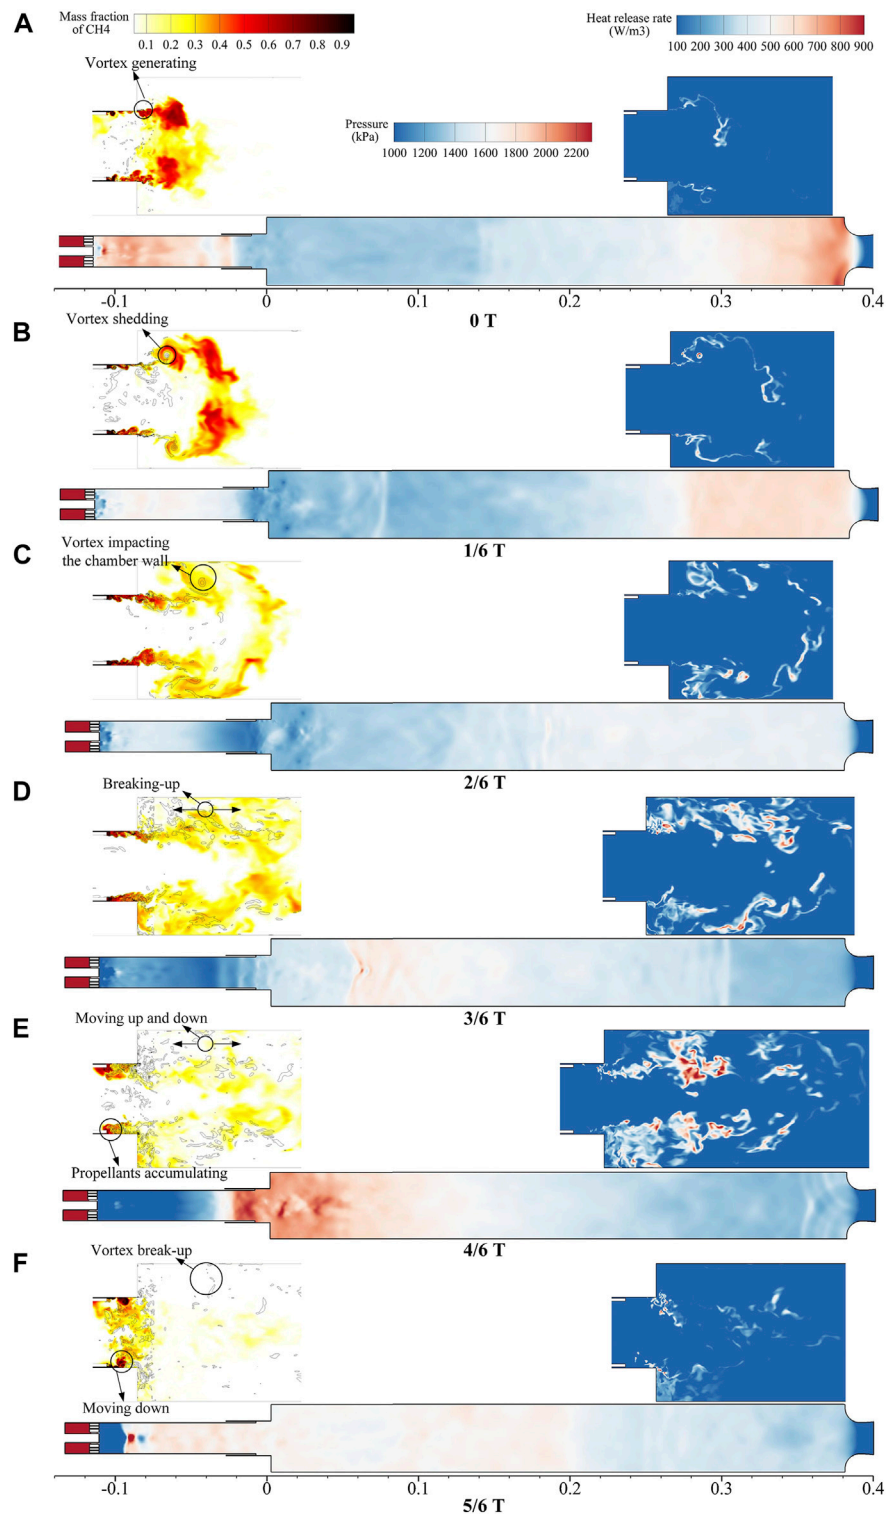 A
Mass fraction
of CH4
0.1 0.2 0.3 0.4 0.5 0.6 0.7 0.8 0.9
Heat release rate
(W/m3)
100 200 300 400 500 600 700 800 900
Vortex generating
Pressure
(kPa)
1000 1200 1400 1600 1800 2000 2200
-0.1 0 0.1 0.2 0.3 0.4
0 T
B
Vortex shedding
1/6 T
C
Vortex impacting
the chamber wall
2/6 T
D
Breaking-up
3/6 T
E
Moving up and down
Propellants accumulating
4/6 T
F
Vortex break-up
Moving down
-0.1 0 0.1 0.2 0.3 0.4
5/6 T